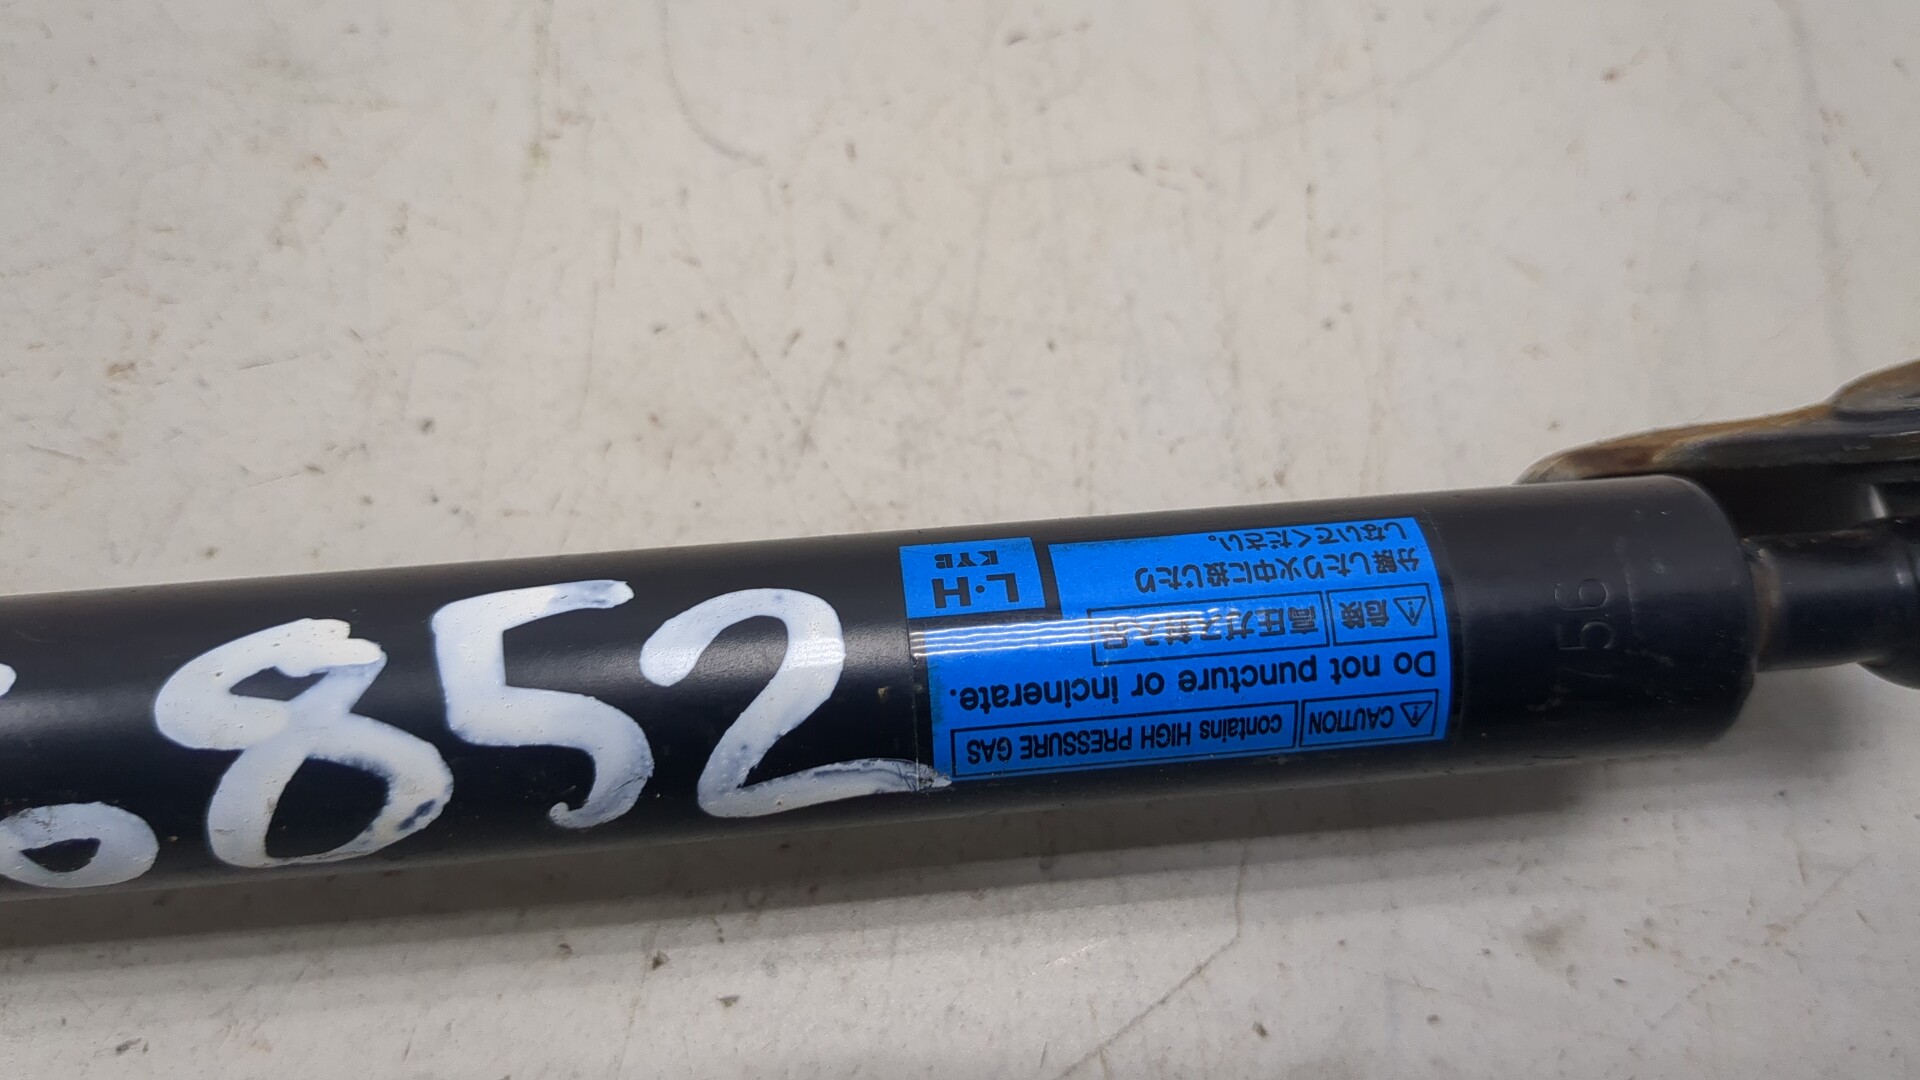 852
⚠ CAUTION contains HIGH PRESSURE GAS
Do not puncture or incinerate.
⚠ 危険 高圧ガス封入品
分解したり火中に投じたり
しないでください。
L·H
KYB